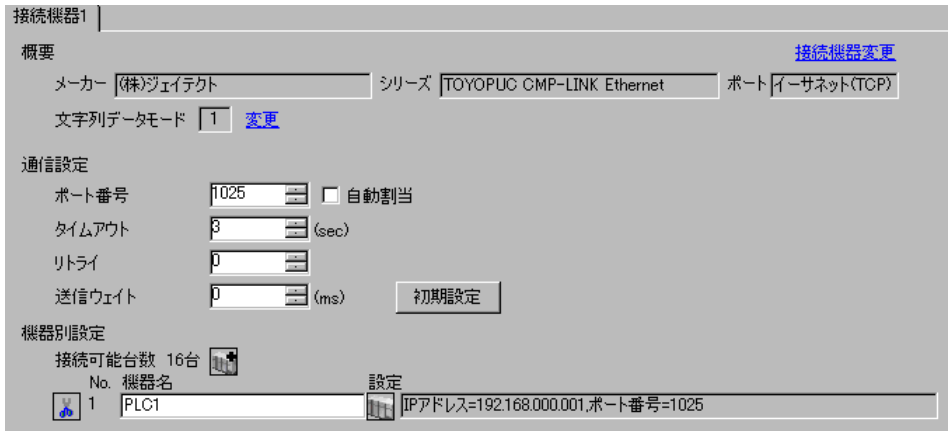 接続機器1
概要 接続機器変更
メーカー (株)ジェイテクト シリーズ TOYOPUC CMP-LINK Ethernet ポート イーサネット(TCP)
文字列データモード 1 変更
通信設定
ポート番号 1025 自動割当
タイムアウト 3 (sec)
リトライ 0
送信ウェイト 0 (ms) 初期設定
機器別設定
接続可能台数 16台
No. 機器名 設定
1 PLC1 IPアドレス=192.168.000.001,ポート番号=1025